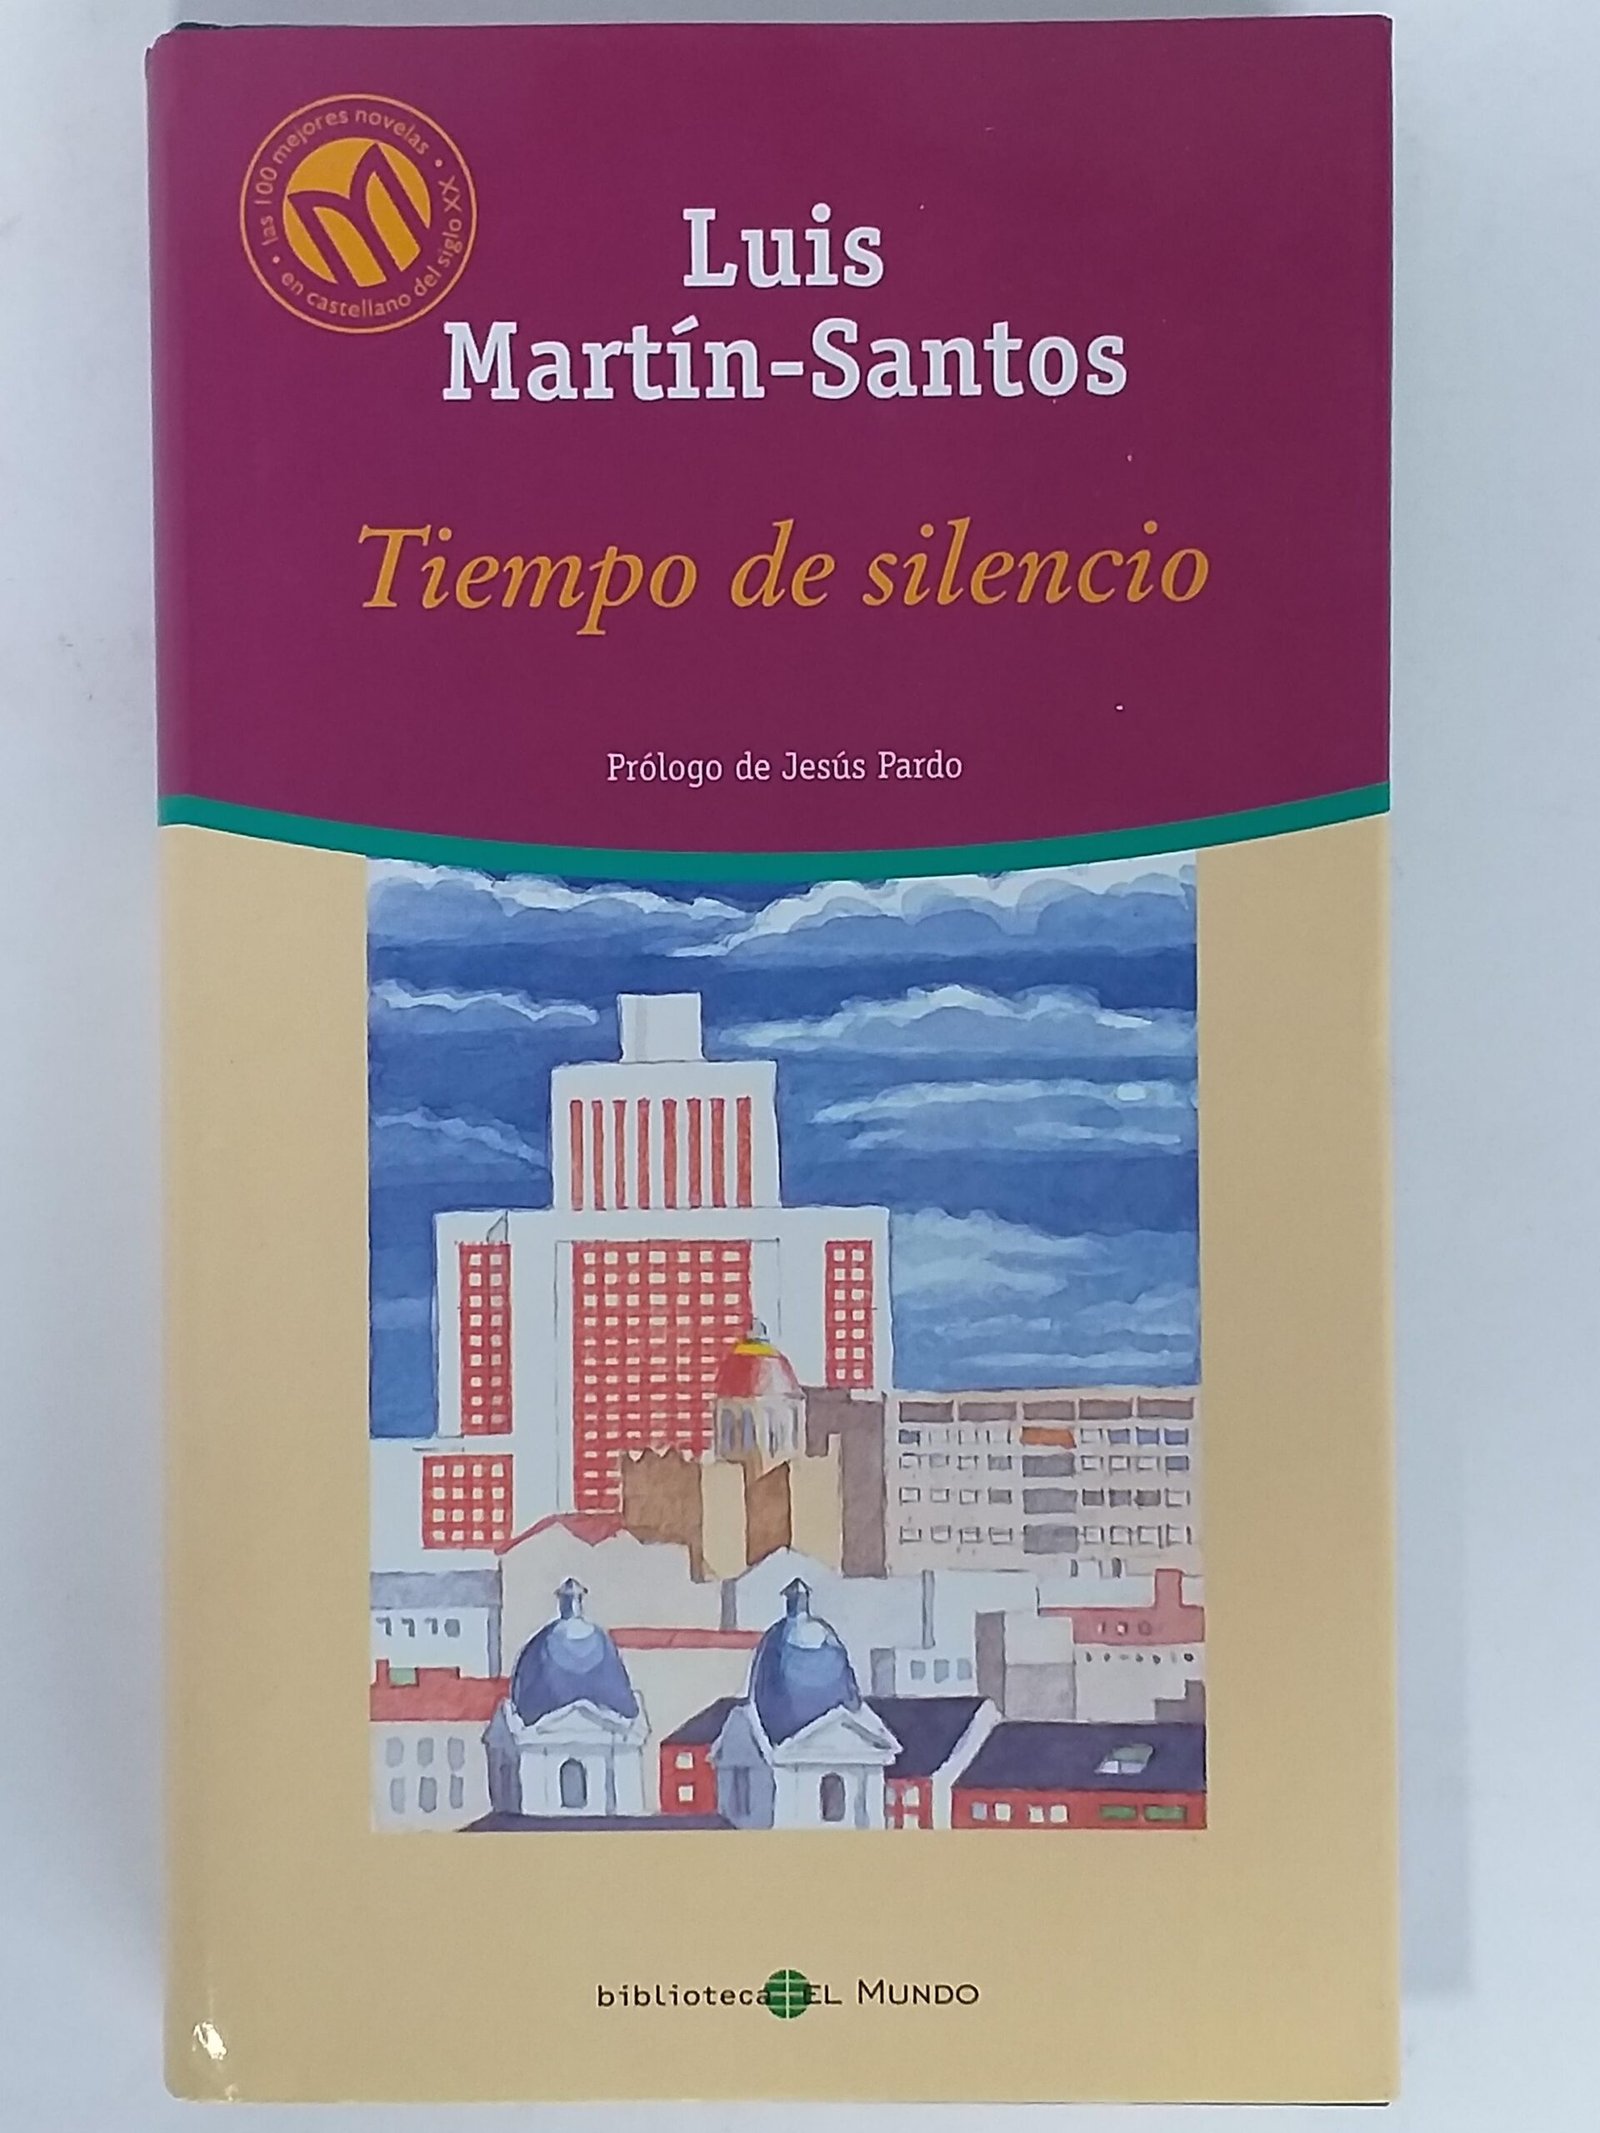 las 100 mejores novelas •
en castellano del siglo XX •
Luis
Martín-Santos
Tiempo de silencio
Prólogo de Jesús Pardo
biblioteca EL MUNDO